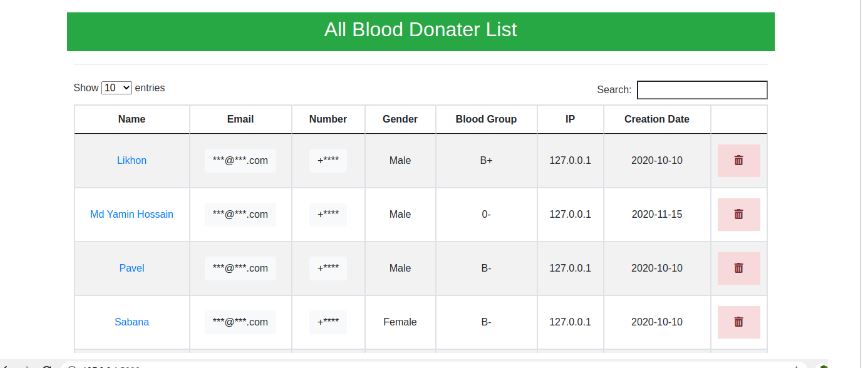 All Blood Donater List
Show 10 entries
Search:
Name Email Number Gender Blood Group IP Creation Date
Likhon ***@***.com +**** Male B+ 127.0.0.1 2020-10-10
Md Yamin Hossain ***@***.com +**** Male 0- 127.0.0.1 2020-11-15
Pavel ***@***.com +**** Male B- 127.0.0.1 2020-10-10
Sabana ***@***.com +**** Female B- 127.0.0.1 2020-10-10